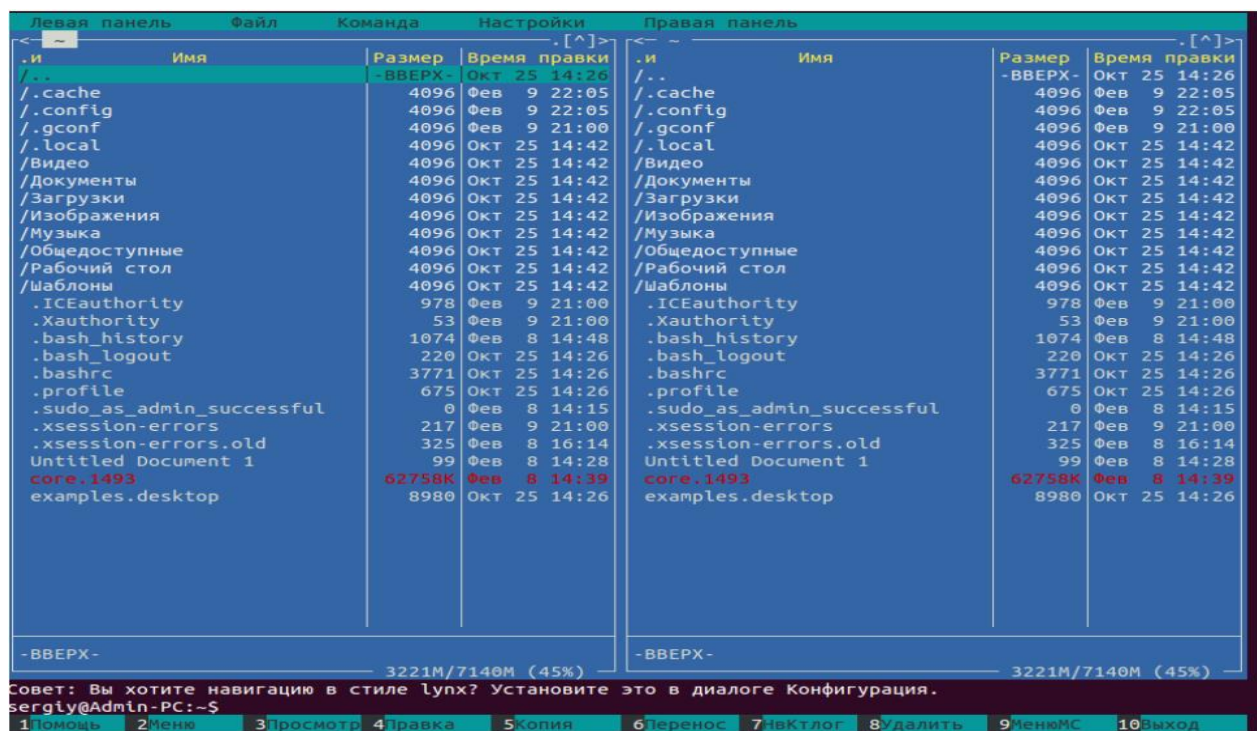 Левая панель Файл Команда Настройки Правая панель
<─ ~ ─.[^]>
.и Имя Размер Время правки
/.. -ВВЕРХ- Окт 25 14:26
/.cache 4096 Фев 9 22:05
/.config 4096 Фев 9 22:05
/.gconf 4096 Фев 9 21:00
/.local 4096 Окт 25 14:42
/Видео 4096 Окт 25 14:42
/Документы 4096 Окт 25 14:42
/Загрузки 4096 Окт 25 14:42
/Изображения 4096 Окт 25 14:42
/Музыка 4096 Окт 25 14:42
/Общедоступные 4096 Окт 25 14:42
/Рабочий стол 4096 Окт 25 14:42
/Шаблоны 4096 Окт 25 14:42
.ICEauthority 978 Фев 9 21:00
.Xauthority 53 Фев 9 21:00
.bash_history 1074 Фев 8 14:48
.bash_logout 220 Окт 25 14:26
.bashrc 3771 Окт 25 14:26
.profile 675 Окт 25 14:26
.sudo_as_admin_successful 0 Фев 8 14:15
.xsession-errors 217 Фев 9 21:00
.xsession-errors.old 325 Фев 8 16:14
Untitled Document 1 99 Фев 8 14:28
core.1493 62758K Фев 8 14:39
examples.desktop 8980 Окт 25 14:26
-ВВЕРХ-
3221M/7140M (45%)
<─ ~ ─.[^]>
.и Имя Размер Время правки
/.. -ВВЕРХ- Окт 25 14:26
/.cache 4096 Фев 9 22:05
/.config 4096 Фев 9 22:05
/.gconf 4096 Фев 9 21:00
/.local 4096 Окт 25 14:42
/Видео 4096 Окт 25 14:42
/Документы 4096 Окт 25 14:42
/Загрузки 4096 Окт 25 14:42
/Изображения 4096 Окт 25 14:42
/Музыка 4096 Окт 25 14:42
/Общедоступные 4096 Окт 25 14:42
/Рабочий стол 4096 Окт 25 14:42
/Шаблоны 4096 Окт 25 14:42
.ICEauthority 978 Фев 9 21:00
.Xauthority 53 Фев 9 21:00
.bash_history 1074 Фев 8 14:48
.bash_logout 220 Окт 25 14:26
.bashrc 3771 Окт 25 14:26
.profile 675 Окт 25 14:26
.sudo_as_admin_successful 0 Фев 8 14:15
.xsession-errors 217 Фев 9 21:00
.xsession-errors.old 325 Фев 8 16:14
Untitled Document 1 99 Фев 8 14:28
core.1493 62758K Фев 8 14:39
examples.desktop 8980 Окт 25 14:26
-ВВЕРХ-
3221M/7140M (45%)
Совет: Вы хотите навигацию в стиле lynx? Установите это в диалоге Конфигурация.
sergiy@Admin-PC:~$
1Помощь 2Меню 3Просмотр 4Правка 5Копия 6Перенос 7НвКтлог 8Удалить 9МенюMC 10Выход